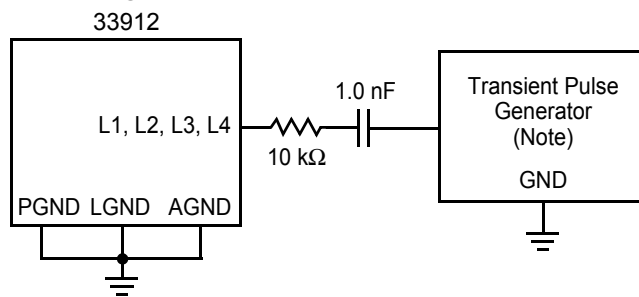 33912
L1, L2, L3, L4
10 kΩ
1.0 nF
Transient Pulse
Generator
(Note)
GND
PGND LGND AGND